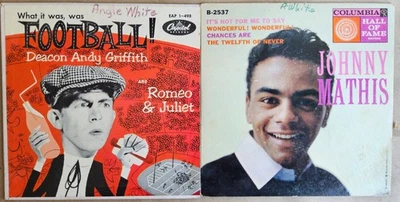 What it was, was
FOOTBALL!
Angie White
Capitol
EAP 1-498
Deacon Andy Griffith
AND
Romeo
& Juliet
B-2537
A White
COLUMBIA
HALL
OF
FAME
IT'S NOT FOR ME TO SAY
WONDERFUL! WONDERFUL!
CHANCES ARE
THE TWELFTH OF NEVER
JOHNNY
MATHIS